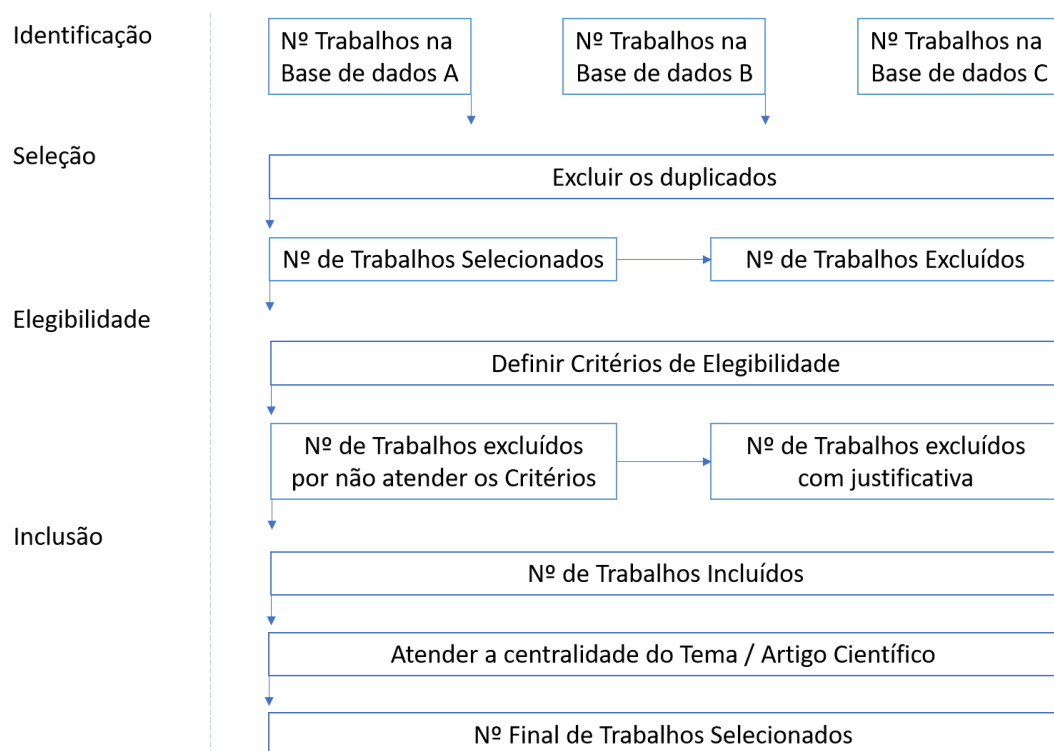 Identificação
Nº Trabalhos na
Base de dados A
Nº Trabalhos na
Base de dados B
Nº Trabalhos na
Base de dados C
Seleção
Excluir os duplicados
Nº de Trabalhos Selecionados
Nº de Trabalhos Excluídos
Elegibilidade
Definir Critérios de Elegibilidade
Nº de Trabalhos excluídos
por não atender os Critérios
Nº de Trabalhos excluídos
com justificativa
Inclusão
Nº de Trabalhos Incluídos
Atender a centralidade do Tema / Artigo Científico
Nº Final de Trabalhos Selecionados